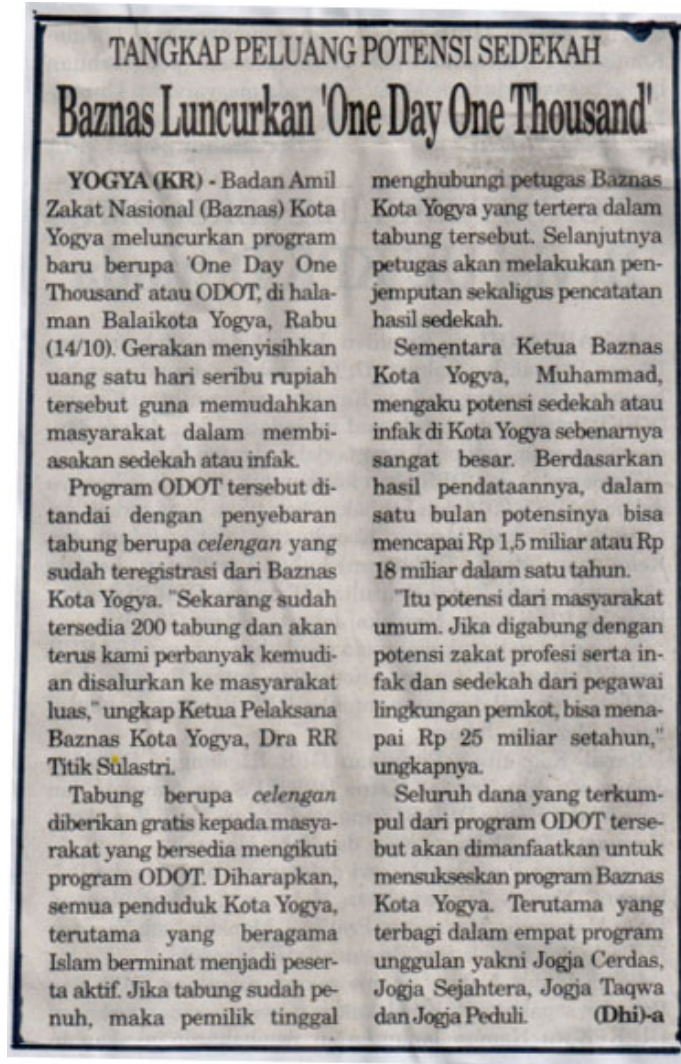 TANGKAP PELUANG POTENSI SEDEKAH
Baznas Luncurkan 'One Day One Thousand'
YOGYA (KR) - Badan Amil
Zakat Nasional (Baznas) Kota
Yogya meluncurkan program
baru berupa 'One Day One
Thousand' atau ODOT, di hala-
man Balaikota Yogya, Rabu
(14/10). Gerakan menyisihkan
uang satu hari seribu rupiah
tersebut guna memudahkan
masyarakat dalam membi-
asakan sedekah atau infak.
Program ODOT tersebut di-
tandai dengan penyebaran
tabung berupa celengan yang
sudah teregistrasi dari Baznas
Kota Yogya. "Sekarang sudah
tersedia 200 tabung dan akan
terus kami perbanyak kemudi-
an disalurkan ke masyarakat
luas," ungkap Ketua Pelaksana
Baznas Kota Yogya, Dra RR
Titik Sulastri.
Tabung berupa celengan
diberikan gratis kepada masya-
rakat yang bersedia mengikuti
program ODOT. Diharapkan,
semua penduduk Kota Yogya,
terutama yang beragama
Islam berminat menjadi peser-
ta aktif. Jika tabung sudah pe-
nuh, maka pemilik tinggal
menghubungi petugas Baznas
Kota Yogya yang tertera dalam
tabung tersebut. Selanjutnya
petugas akan melakukan pen-
jemputan sekaligus pencatatan
hasil sedekah.
Sementara Ketua Baznas
Kota Yogya, Muhammad,
mengaku potensi sedekah atau
infak di Kota Yogya sebenarnya
sangat besar. Berdasarkan
hasil pendataannya, dalam
satu bulan potensinya bisa
mencapai Rp 1,5 miliar atau Rp
18 miliar dalam satu tahun.
"Itu potensi dari masyarakat
umum. Jika digabung dengan
potensi zakat profesi serta in-
fak dan sedekah dari pegawai
lingkungan pemkot, bisa mena-
pai Rp 25 miliar setahun,"
ungkapnya.
Seluruh dana yang terkum-
pul dari program ODOT terse-
but akan dimanfaatkan untuk
mensukseskan program Baznas
Kota Yogya. Terutama yang
terbagi dalam empat program
unggulan yakni Jogja Cerdas,
Jogja Sejahtera, Jogja Taqwa
dan Jogja Peduli. (Dhi)-a